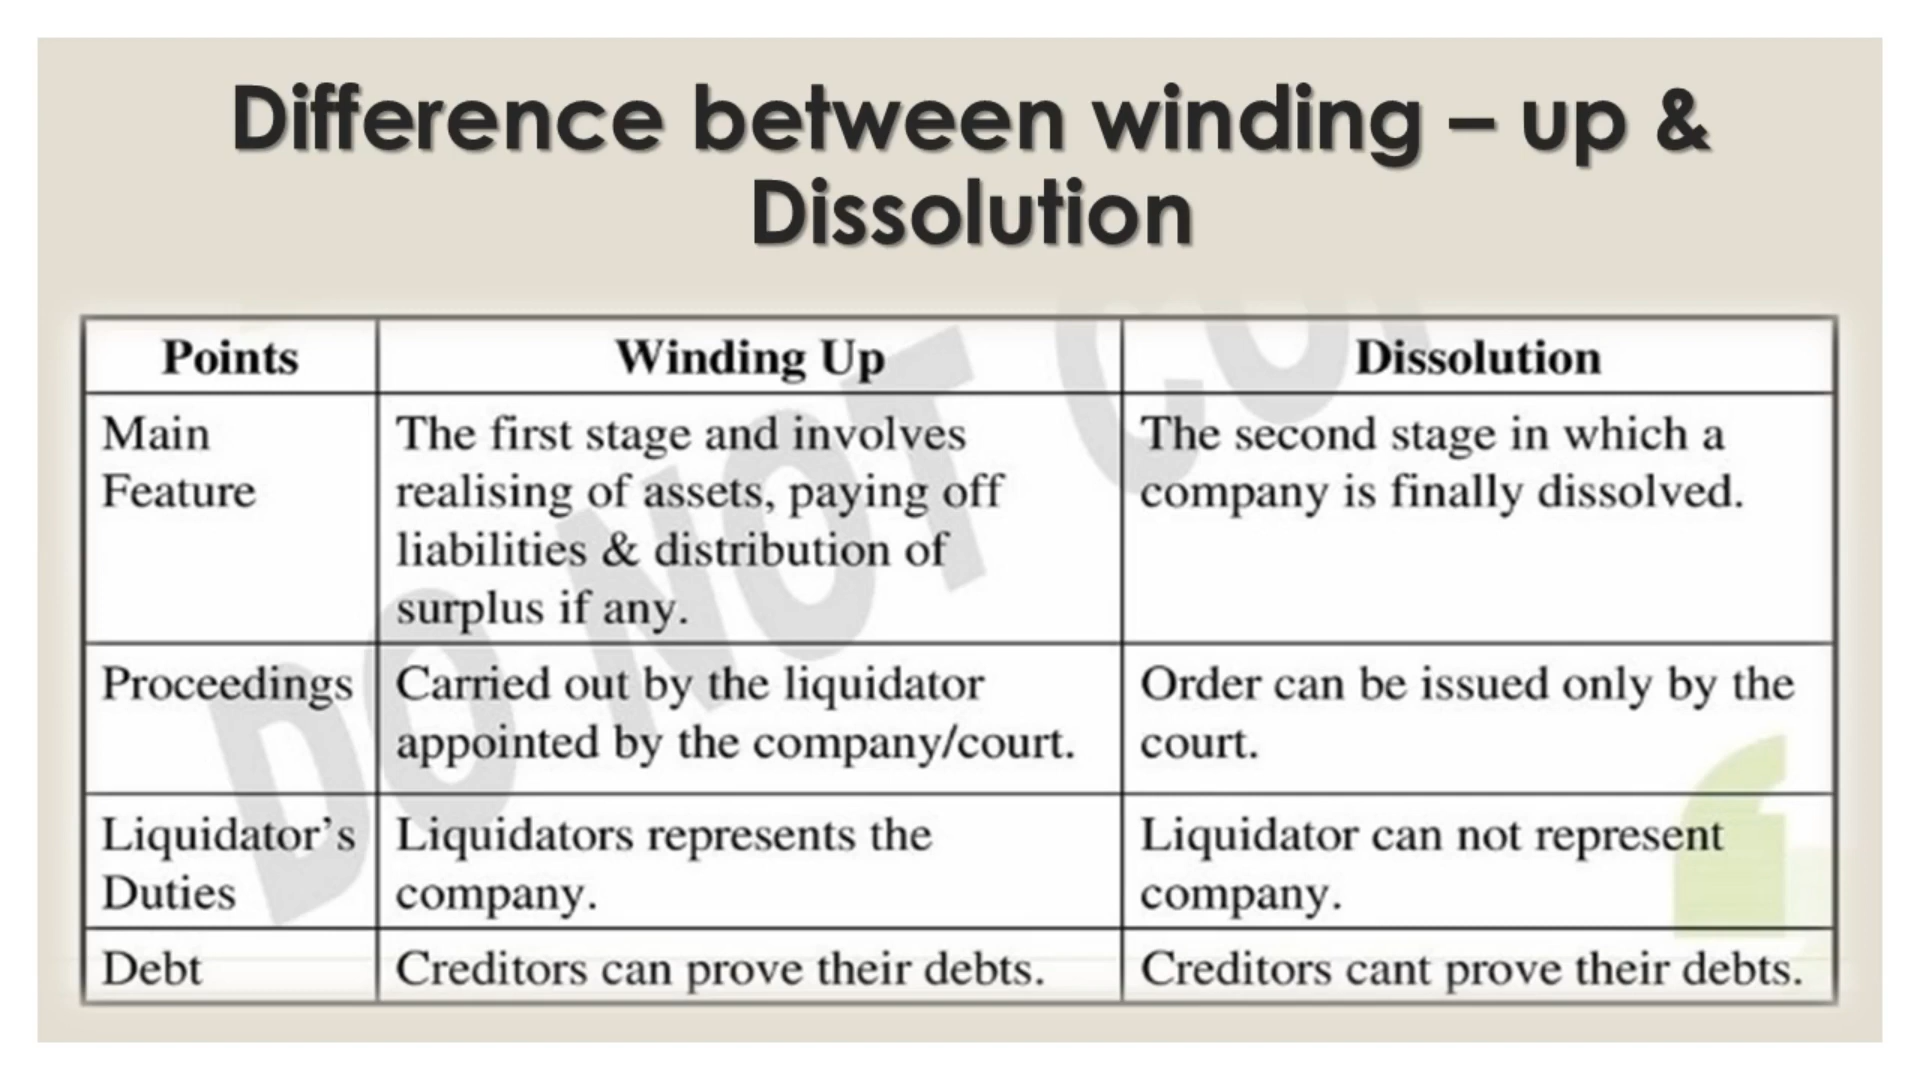 Difference between winding – up &
Dissolution
Points
Winding Up
Dissolution
Main
Feature
The first stage and involves
realising of assets, paying off
liabilities & distribution of
surplus if any.
The second stage in which a
company is finally dissolved.
Proceedings
Carried out by the liquidator
appointed by the company/court.
Order can be issued only by the
court.
Liquidator’s
Duties
Liquidators represents the
company.
Liquidator can not represent
company.
Debt
Creditors can prove their debts.
Creditors cant prove their debts.
DO NOT